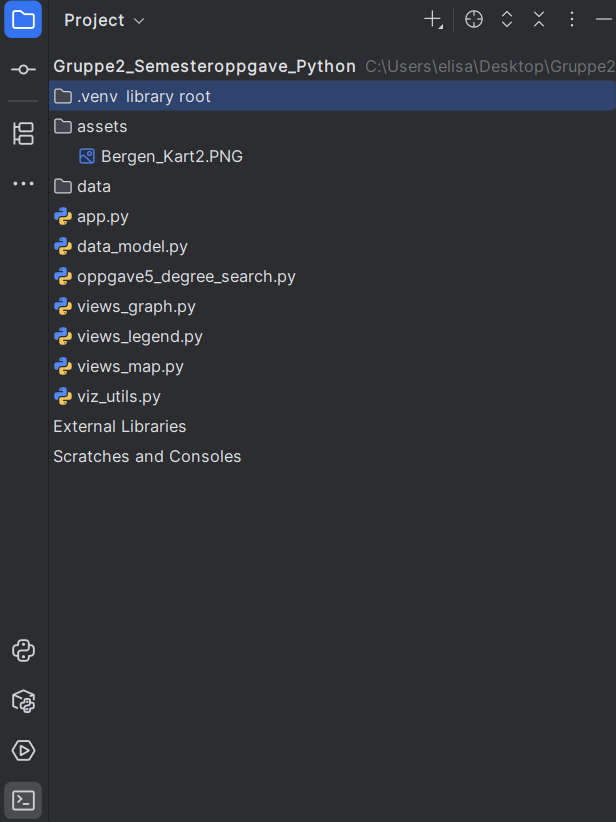 Project
Gruppe2_Semesteroppgave_Python C:\Users\elisa\Desktop\Gruppe2
.venv library root
assets
Bergen_Kart2.PNG
data
app.py
data_model.py
oppgave5_degree_search.py
views_graph.py
views_legend.py
views_map.py
viz_utils.py
External Libraries
Scratches and Consoles